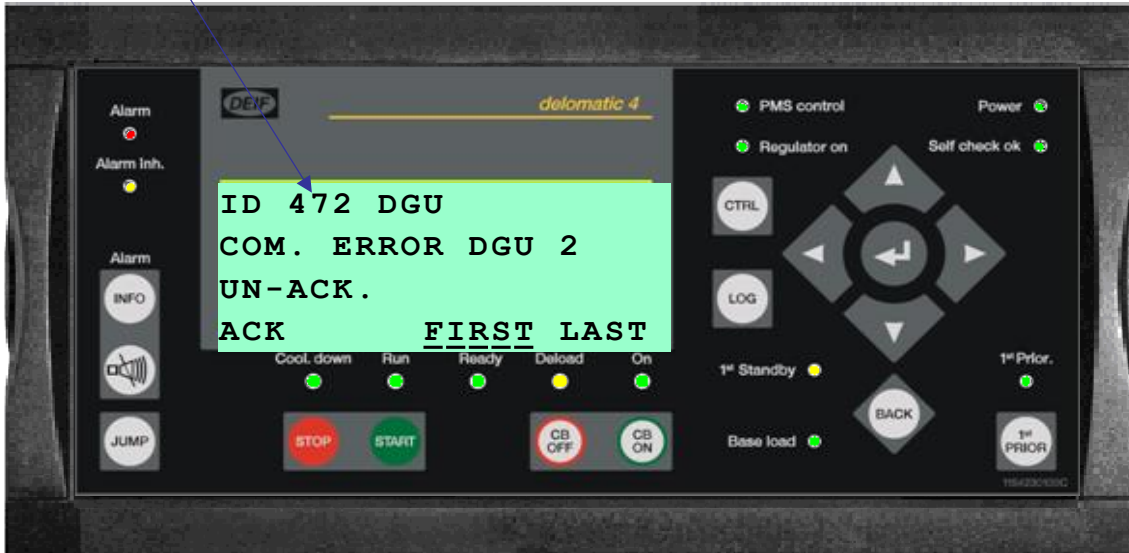 DEIF
delomatic 4
Alarm
Alarm Inh.
PMS control
Power
Regulator on
Self check ok
ID 472 DGU
COM. ERROR DGU 2
UN-ACK.
ACK FIRST LAST
CTRL
LOG
Alarm
INFO
JUMP
Cool. down Run Ready Deload On
STOP START CB OFF CB ON
1st Standby
1st Prior.
BACK
Base load
1st PRIOR